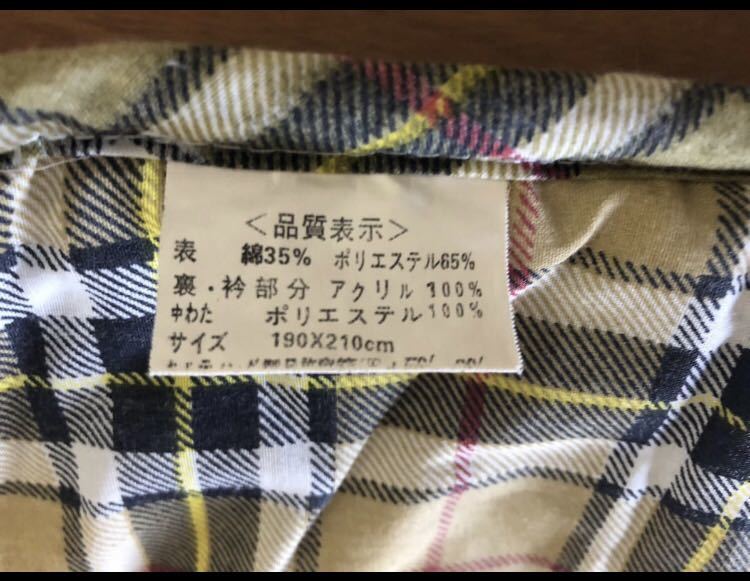 ＜品質表示＞
表 綿35% ポリエステル65%
裏・衿部分 アクリル 100%
中わた ポリエステル 100%
サイズ 190X210cm